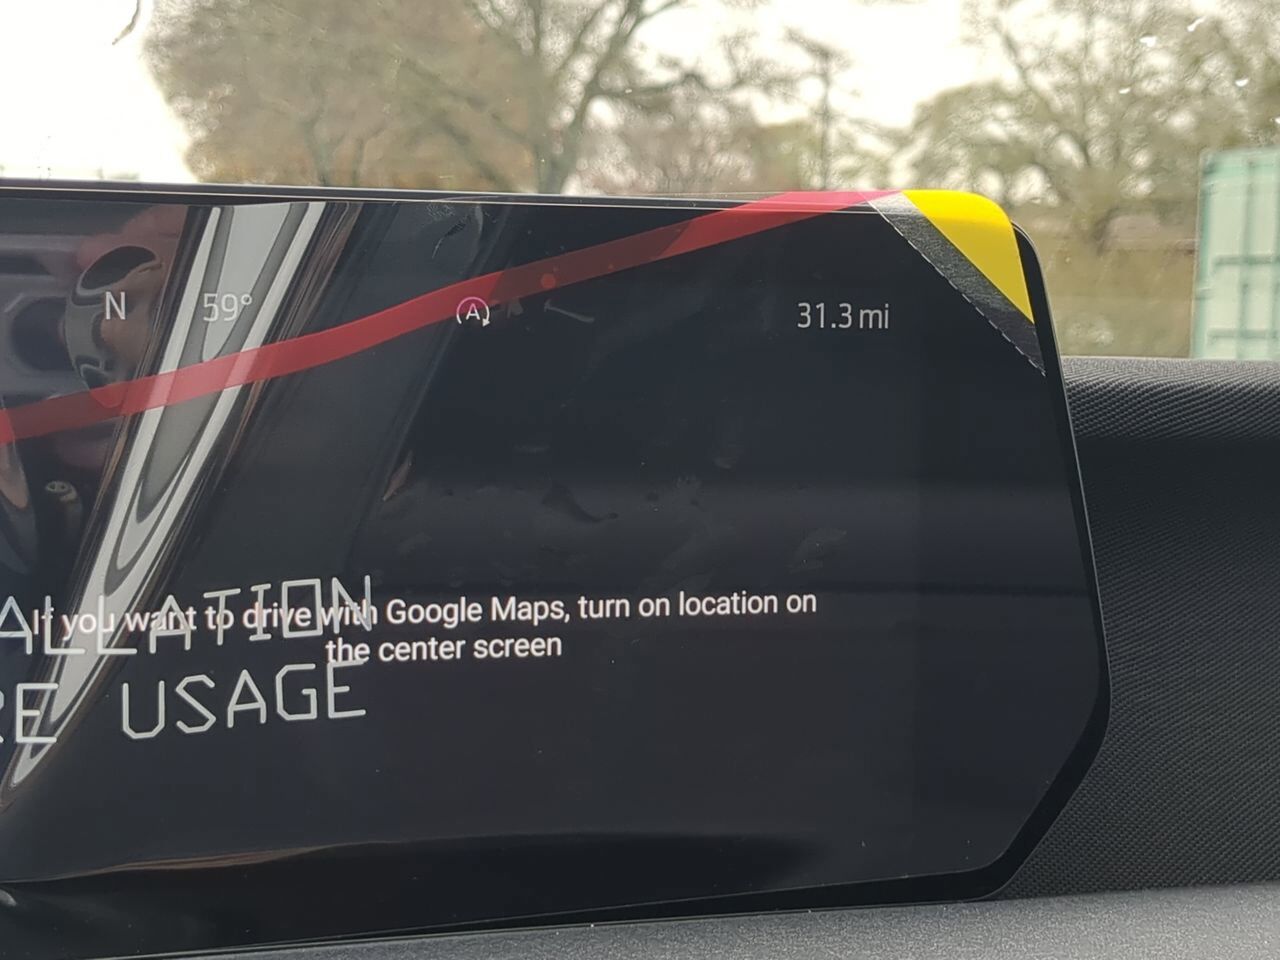 N 59° A 31.3 mi
If you want to drive with Google Maps, turn on location on
the center screen
ALLATION
RE USAGE